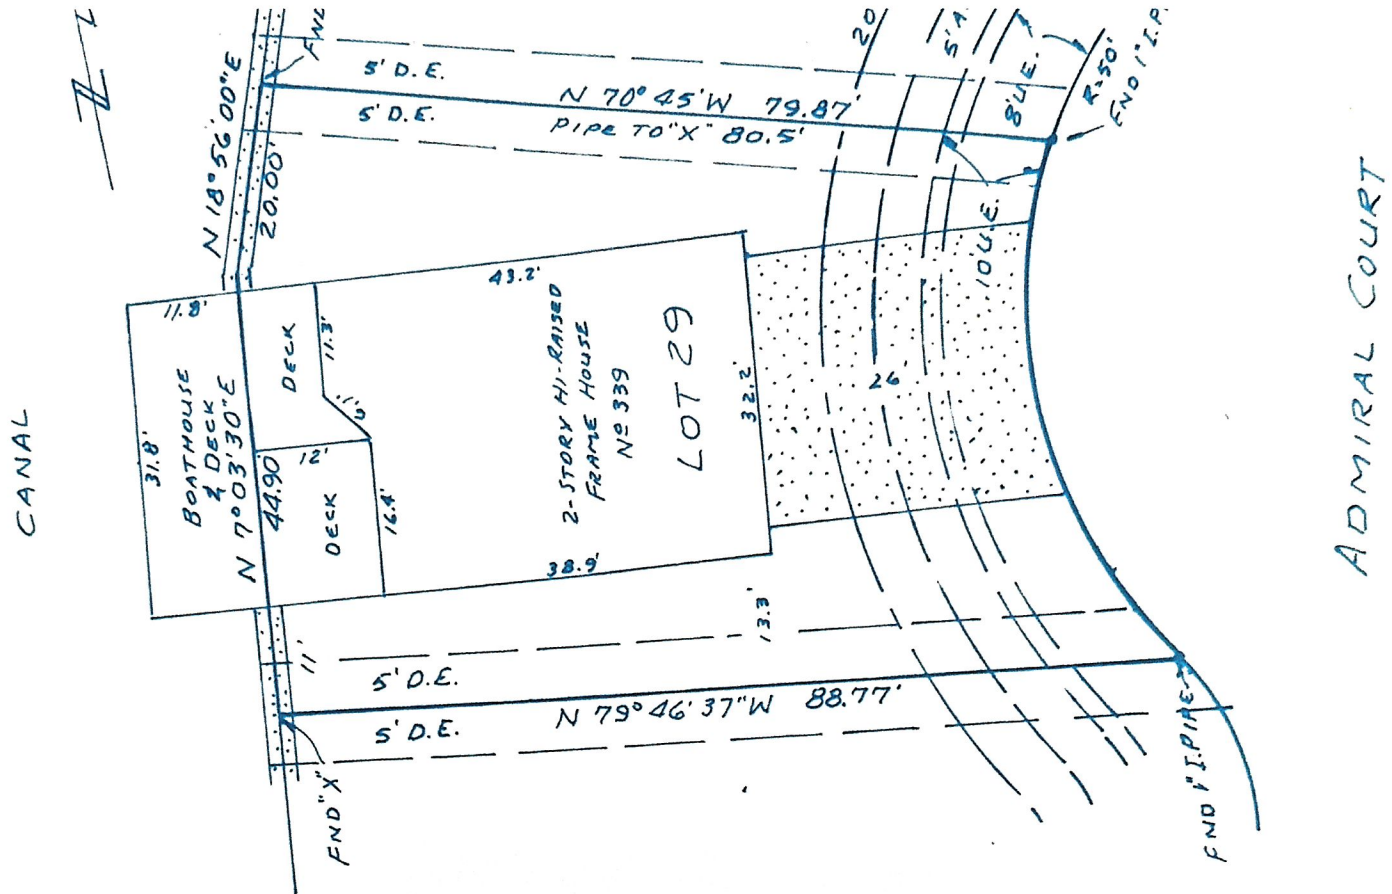 CANAL
N 18° 56' 00" E
20.00'
FND
5' D.E.
5' D.E.
N 70° 45' W 79.87'
PIPE TO "X" 80.5'
20
5' A
8' U.E.
R=50'
FND 1" I.P.
10 U.E.
11.8'
31.8'
BOATHOUSE
& DECK
N 7° 03' 30" E
44.90
DECK
11.3'
12'
DECK
16.4'
43.2'
2-STORY HI-RAISED
FRAME HOUSE
Nº 339
LOT 29
32.2'
26
38.9'
13.3'
11'
5' D.E.
5' D.E.
N 79° 46' 37" W 88.77'
FND "X"
FND 1" I.PIPE
ADMIRAL COURT